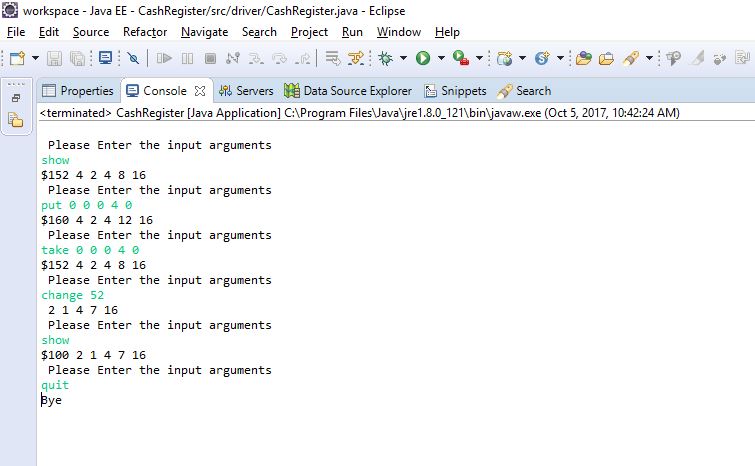 workspace - Java EE - CashRegister/src/driver/CashRegister.java - Eclipse
File Edit Source Refactor Navigate Search Project Run Window Help
Properties Console Servers Data Source Explorer Snippets Search
<terminated> CashRegister [Java Application] C:\Program Files\Java\jre1.8.0_121\bin\javaw.exe (Oct 5, 2017, 10:42:24 AM)
Please Enter the input arguments
show
$152 4 2 4 8 16
Please Enter the input arguments
put 0 0 0 4 0
$160 4 2 4 12 16
Please Enter the input arguments
take 0 0 0 4 0
$152 4 2 4 8 16
Please Enter the input arguments
change 52
2 1 4 7 16
Please Enter the input arguments
show
$100 2 1 4 7 16
Please Enter the input arguments
quit
Bye